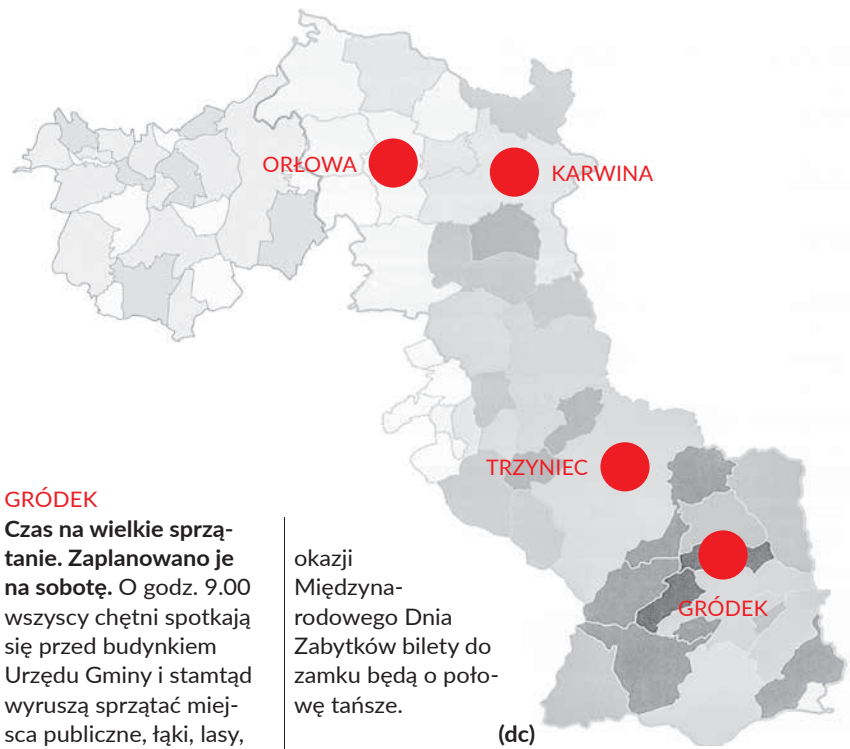 ORŁOWA
KARWINA
TRZYNIEC
GRÓDEK
GRÓDEK
Czas na wielkie sprzą-
tanie. Zaplanowano je
na sobotę. O godz. 9.00
wszyscy chętni spotkają
się przed budynkiem
Urzędu Gminy i stamtąd
wyruszą sprzątać miej-
sca publiczne, łąki, lasy,
okazji
Międzyna-
rodowego Dnia
Zabytków bilety do
zamku będą o poło-
wę tańsze.
(dc)